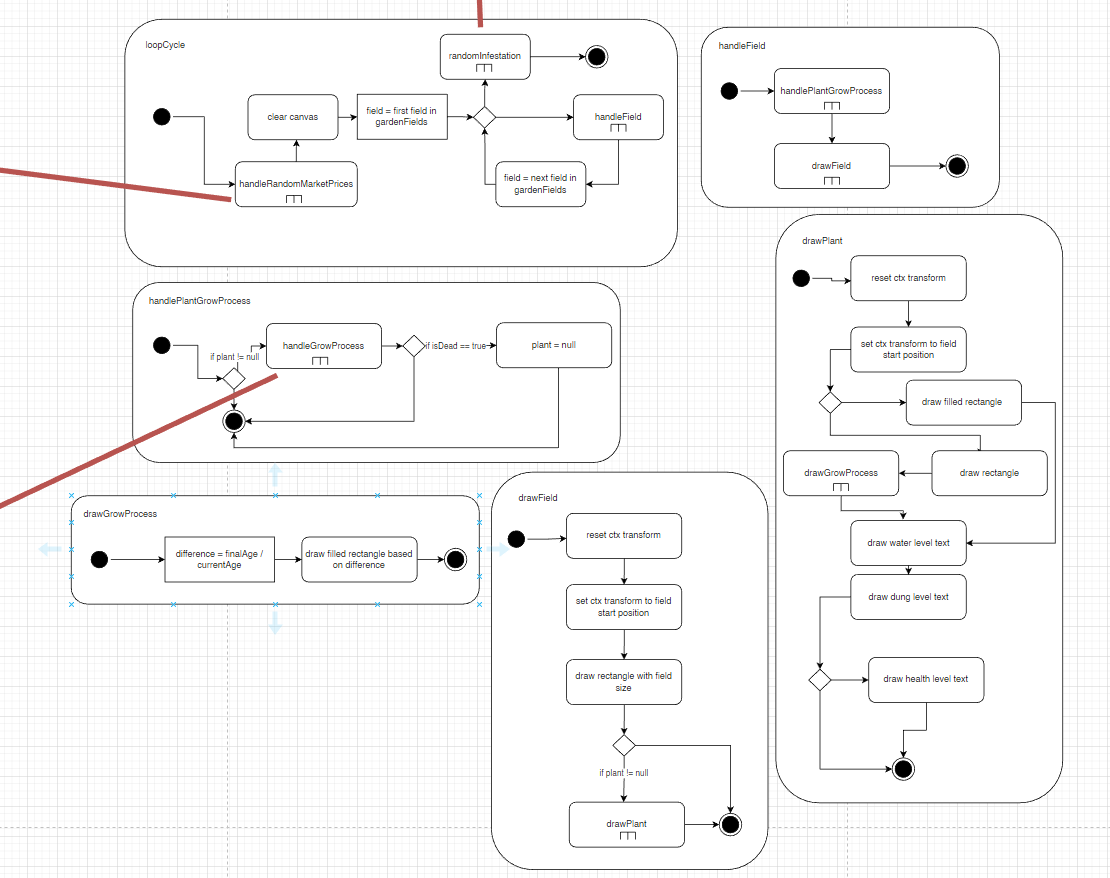 loopCycle
randomInfestation
clear canvas
field = first field in
gardenFields
handleField
handleRandomMarketPrices
field = next field in
gardenFields
handleField
handlePlantGrowProcess
drawField
drawPlant
reset ctx transform
set ctx transform to field
start position
draw filled rectangle
drawGrowProcess
draw rectangle
draw water level text
draw dung level text
draw health level text
handlePlantGrowProcess
if plant != null
handleGrowProcess
if isDead == true
plant = null
drawGrowProcess
difference = finalAge /
currentAge
draw filled rectangle based
on difference
drawField
reset ctx transform
set ctx transform to field
start position
draw rectangle with field
size
if plant != null
drawPlant